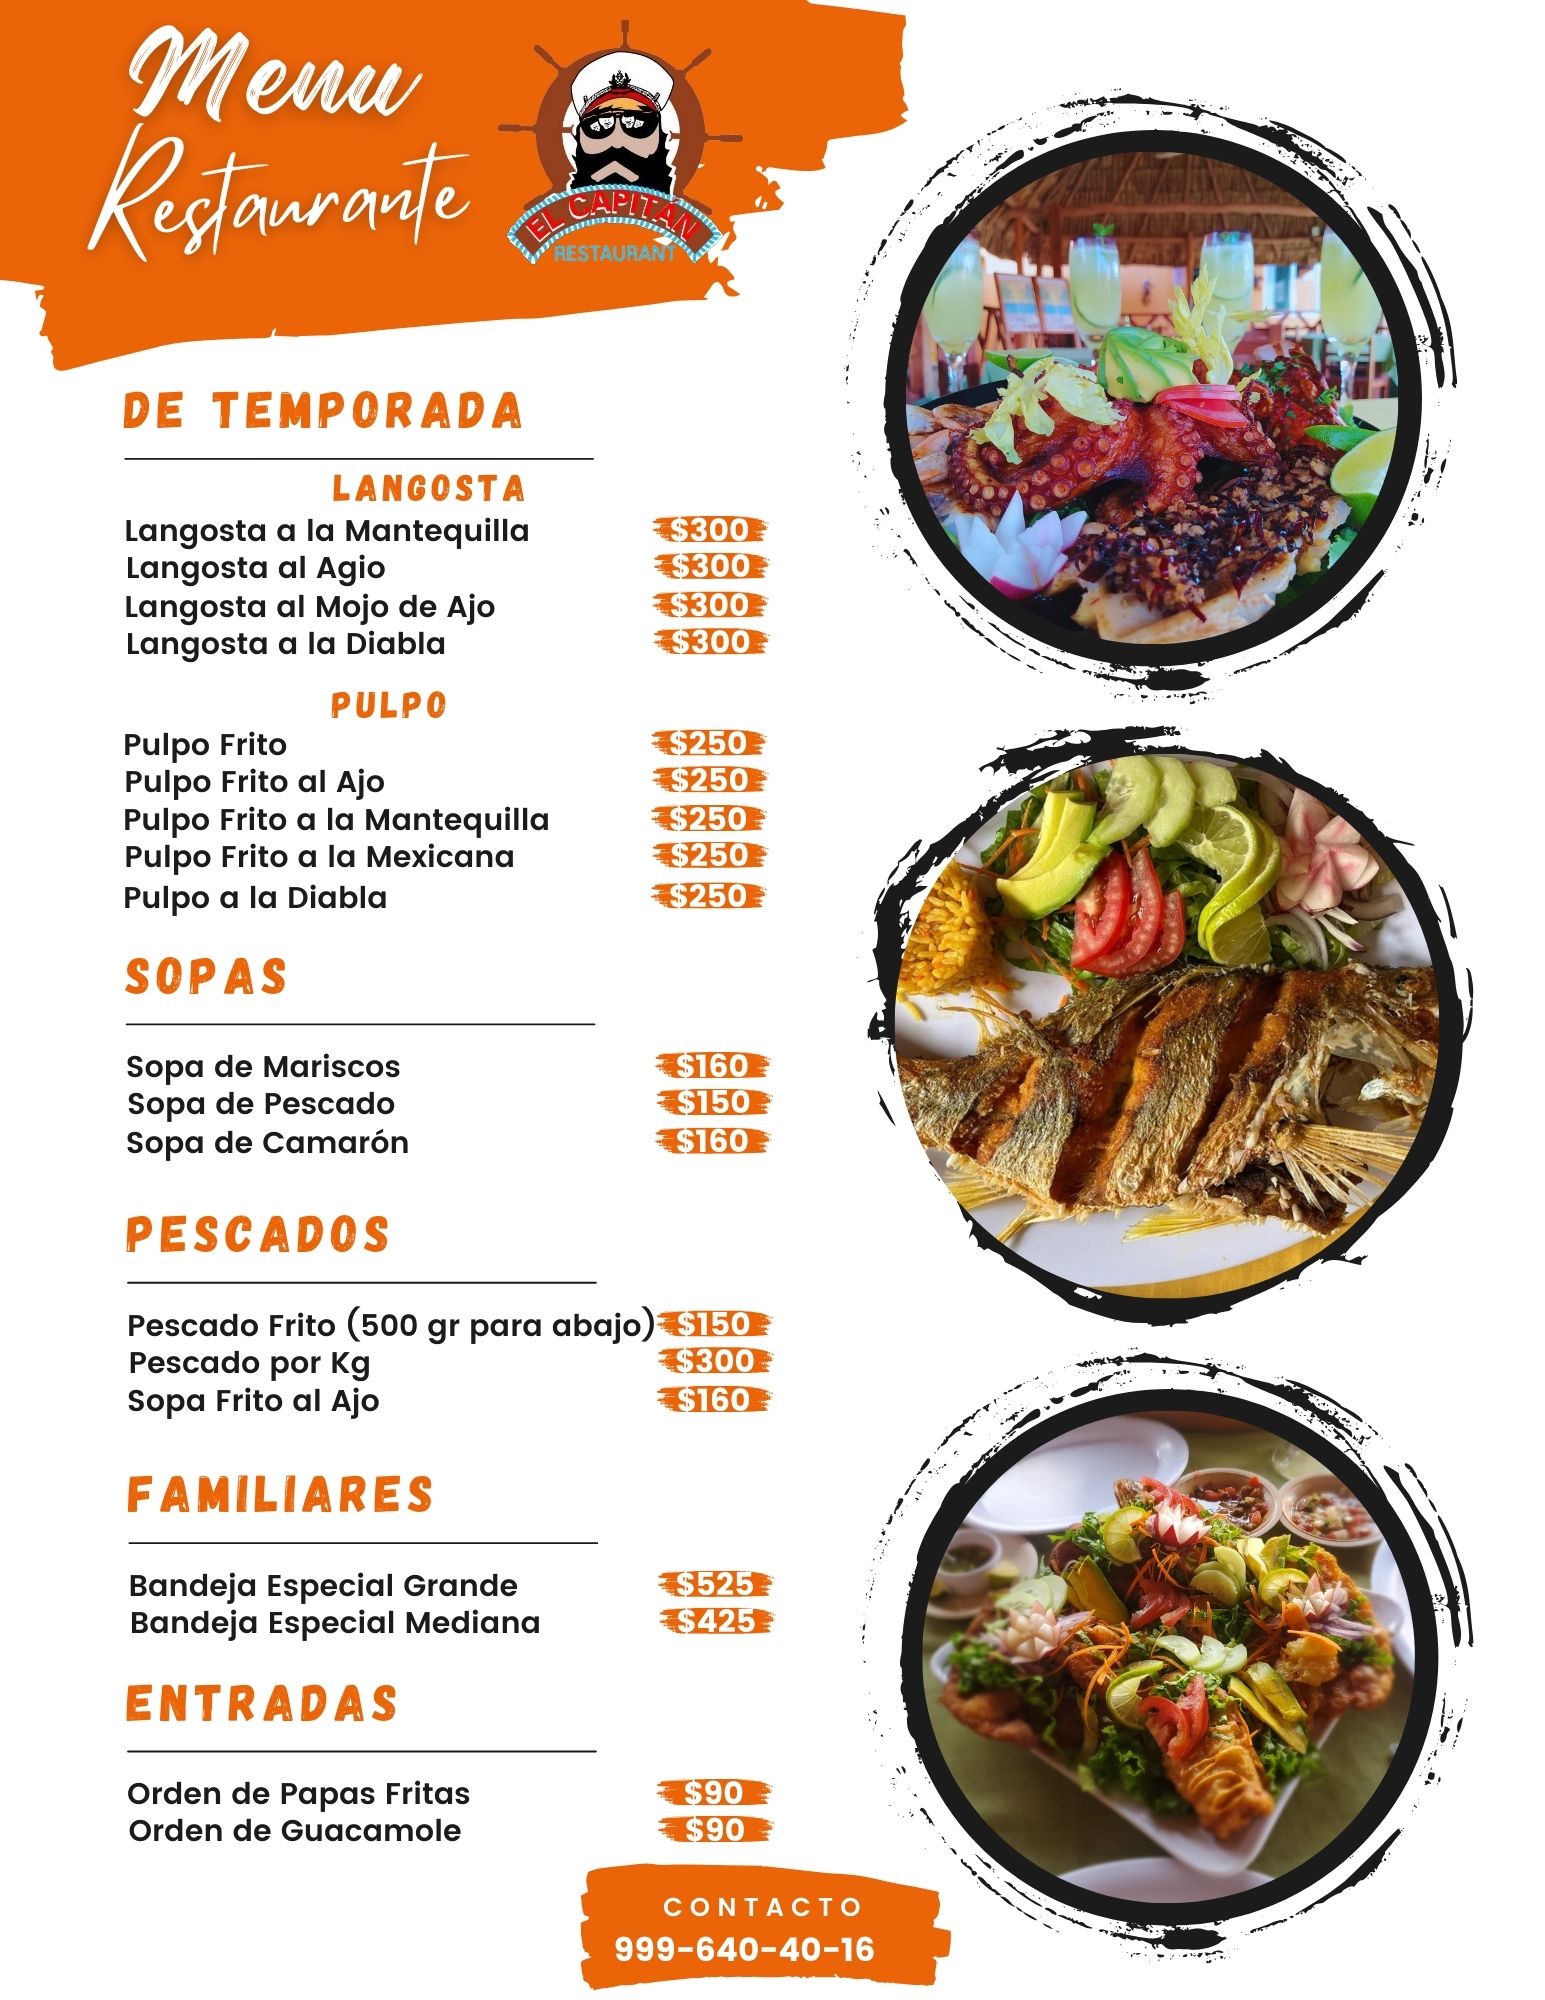 Menu
Restaurante
EL CAPITÁN
RESTAURANT
DE TEMPORADA
LANGOSTA
Langosta a la Mantequilla $300
Langosta al Agio $300
Langosta al Mojo de Ajo $300
Langosta a la Diabla $300
PULPO
Pulpo Frito $250
Pulpo Frito al Ajo $250
Pulpo Frito a la Mantequilla $250
Pulpo Frito a la Mexicana $250
Pulpo a la Diabla $250
SOPAS
Sopa de Mariscos $160
Sopa de Pescado $150
Sopa de Camarón $160
PESCADOS
Pescado Frito (500 gr para abajo) $150
Pescado por Kg $300
Sopa Frito al Ajo $160
FAMILIARES
Bandeja Especial Grande $525
Bandeja Especial Mediana $425
ENTRADAS
Orden de Papas Fritas $90
Orden de Guacamole $90
CONTACTO
999-640-40-16